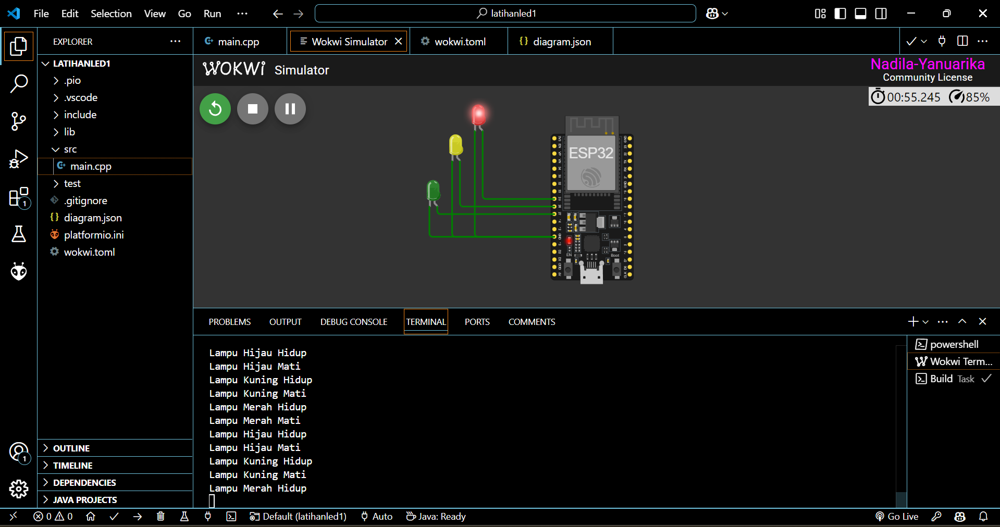 File Edit Selection View Go Run
latihanled1
EXPLORER
main.cpp
Wokwi Simulator
wokwi.toml
diagram.json
LATIHANLED1
.pio
.vscode
include
lib
src
main.cpp
test
.gitignore
diagram.json
platformio.ini
wokwi.toml
OUTLINE
TIMELINE
DEPENDENCIES
JAVA PROJECTS
WOKWI Simulator
Nadila-Yanuarika
Community License
00:55.245 85%
ESP32
EN
Boot
PROBLEMS OUTPUT DEBUG CONSOLE TERMINAL PORTS COMMENTS
Lampu Hijau Hidup
Lampu Hijau Mati
Lampu Kuning Hidup
Lampu Kuning Mati
Lampu Merah Hidup
Lampu Merah Mati
Lampu Hijau Hidup
Lampu Hijau Mati
Lampu Kuning Hidup
Lampu Kuning Mati
Lampu Merah Hidup
powershell
Wokwi Term...
Build Task
1
1
0 0
Default (latihanled1)
Auto
Java: Ready
Go Live